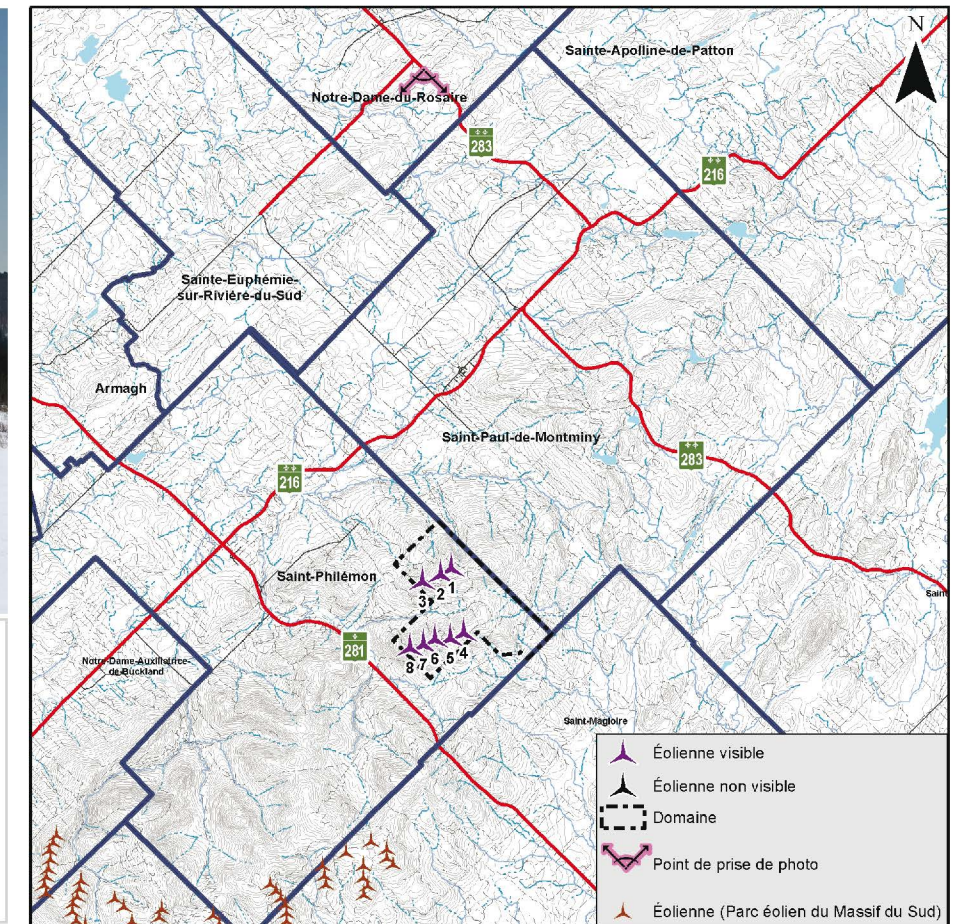 N
Sainte-Apolline-de-Patton
Notre-Dame-du-Rosaire
283
216
Sainte-Euphémie-
sur-Rivière-du-Sud
Armagh
Saint-Paul-de-Montminy
283
216
Saint-Philémon
1
2
3
Saint
281
8 7 6 5 4
Notre-Dame-Auxiliatrice-
de-Buckland
Saint-Magloire
Éolienne visible
Éolienne non visible
Domaine
Point de prise de photo
Éolienne (Parc éolien du Massif du Sud)